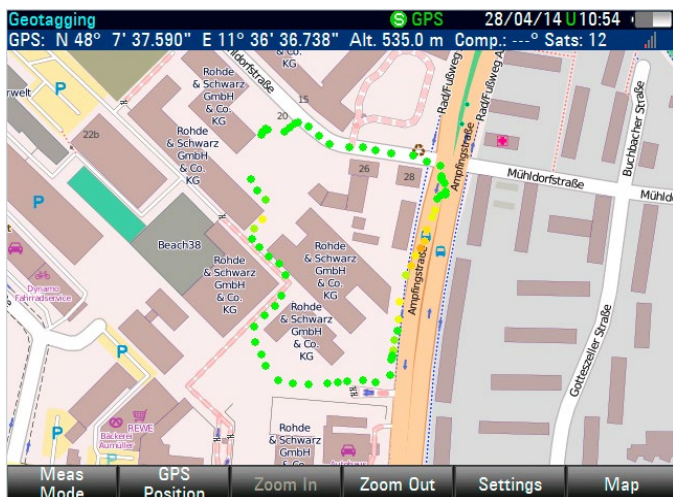 Geotagging
S GPS
28/04/14 U 10:54
GPS: N 48° 7' 37.590" E 11° 36' 36.738" Alt. 535.0 m Comp.: ---° Sats: 12
Mühldorfstraße
Rohde
& Schwarz
GmbH
& Co.
KG
& Co.
KG
15
20
Rad/Fußweg
Rad/Fußweg A
Ampfingstraße
Buchbacher Straße
P
erwelt
22b
Rohde
& Schwarz
GmbH
& Co.
KG
26
28
Mühldorfstraße
Mühldo
P
Beach38
Dynamo
Fahrradservice
Rohde
& Schwarz
GmbH
& Co.
KG
Rohde
& Schwarz
GmbH
& Co.
KG
Ampfingstraße
Rohde
& Schwarz
GmbH
& Co.
KG
Gotteszeller Straße
P
P
P
REWE
Bäckerei
Aumüller
Rohde
& Schwarz
GmbH
& Co.
Autohaus
Meas
Mode
GPS
Position
Zoom In
Zoom Out
Settings
Map